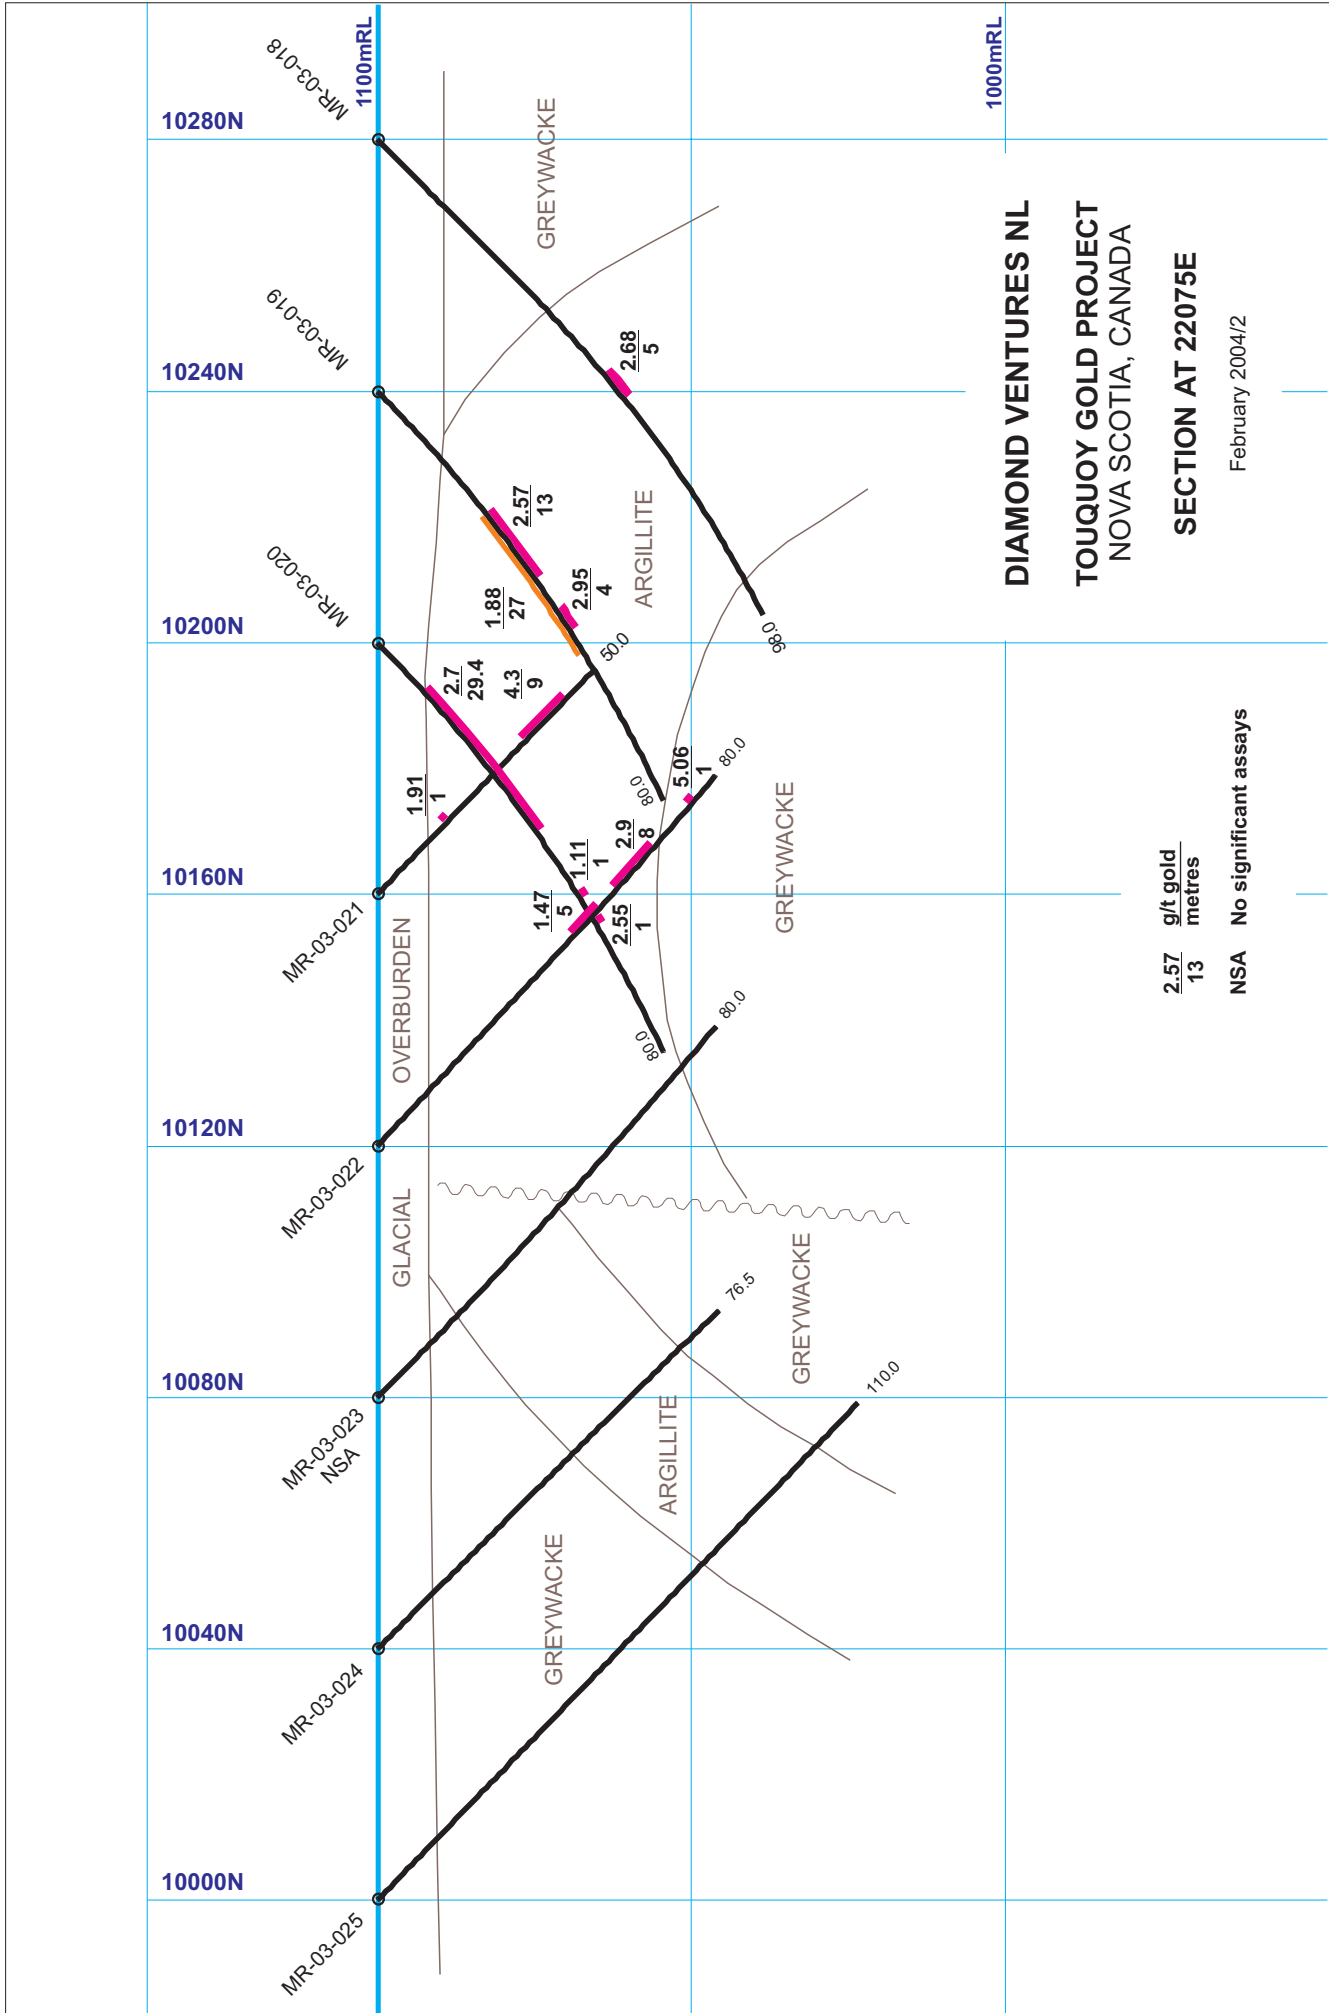 10280N
10240N
10200N
10160N
10120N
10080N
10040N
10000N
1100mRL
1000mRL
MR-03-018
MR-03-019
MR-03-020
MR-03-021
MR-03-022
MR-03-023
NSA
MR-03-024
MR-03-025
GLACIAL OVERBURDEN
GREYWACKE
ARGILLITE
GREYWACKE
GREYWACKE
ARGILLITE
GREYWACKE
2.68
5
98.0
2.57
13
1.88
27
2.95
4
80.0
2.7
29.4
1.11
1
2.55
1
80.0
1.91
1
4.3
9
50.0
1.47
5
2.9
8
5.06
1
80.0
80.0
76.5
110.0
DIAMOND VENTURES NL
TOUQUOY GOLD PROJECT
NOVA SCOTIA, CANADA
SECTION AT 22075E
February 2004/2
2.57 g/t gold
13 metres
NSA No significant assays